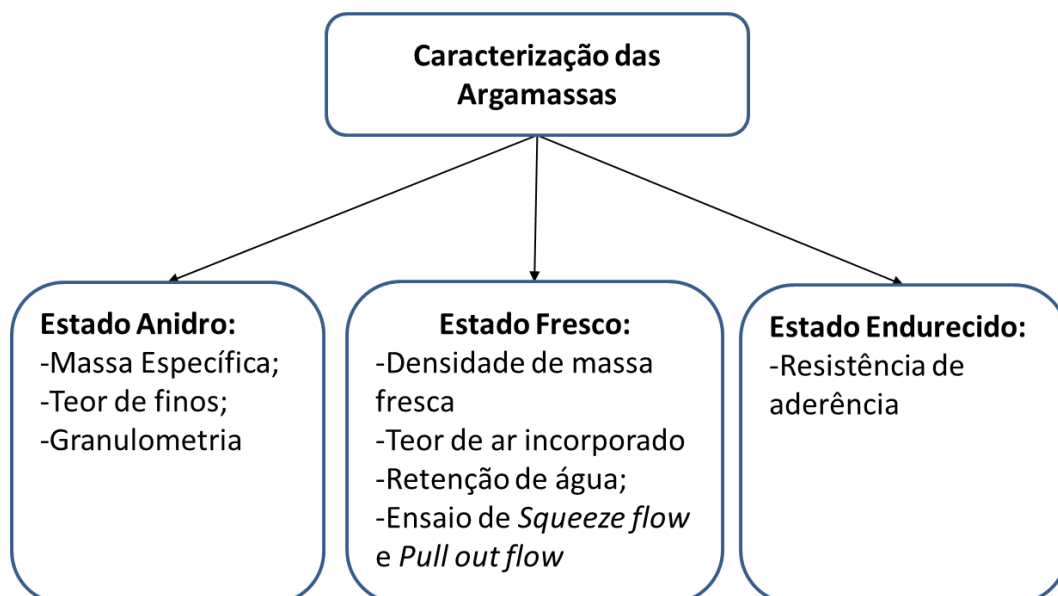 Caracterização das
Argamassas
Estado Anidro:
-Massa Específica;
-Teor de finos;
-Granulometria
Estado Fresco:
-Densidade de massa
fresca
-Teor de ar incorporado
-Retenção de água;
-Ensaio de Squeeze flow
e Pull out flow
Estado Endurecido:
-Resistência de
aderência